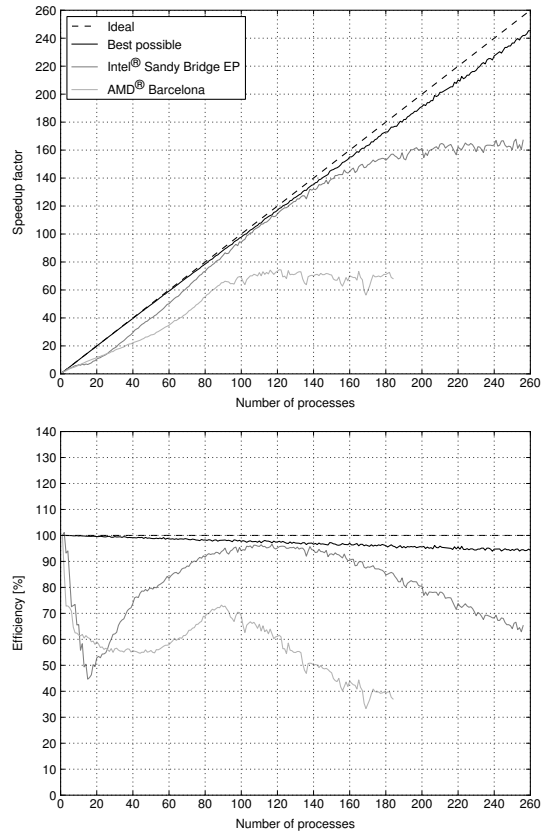 260
240
220
200
180
160
140
120
100
80
60
40
20
0
Speedup factor
Ideal
Best possible
Intel® Sandy Bridge EP
AMD® Barcelona
0 20 40 60 80 100 120 140 160 180 200 220 240 260
Number of processes
140
130
120
110
100
90
80
70
60
50
40
30
20
10
0
Efficiency [%]
0 20 40 60 80 100 120 140 160 180 200 220 240 260
Number of processes